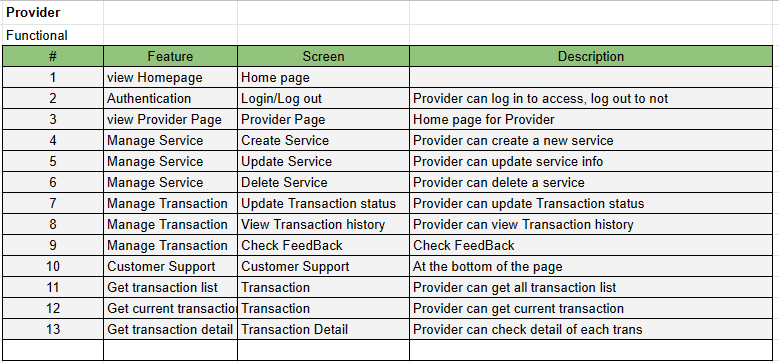 Provider
Functional
# Feature Screen Description
1 view Homepage Home page
2 Authentication Login/Log out Provider can log in to access, log out to not
3 view Provider Page Provider Page Home page for Provider
4 Manage Service Create Service Provider can create a new service
5 Manage Service Update Service Provider can update service info
6 Manage Service Delete Service Provider can delete a service
7 Manage Transaction Update Transaction status Provider can update Transaction status
8 Manage Transaction View Transaction history Provider can view Transaction history
9 Manage Transaction Check FeedBack Check FeedBack
10 Customer Support Customer Support At the bottom of the page
11 Get transaction list Transaction Provider can get all transaction list
12 Get current transactio Transaction Provider can get current transaction
13 Get transaction detail Transaction Detail Provider can check detail of each trans